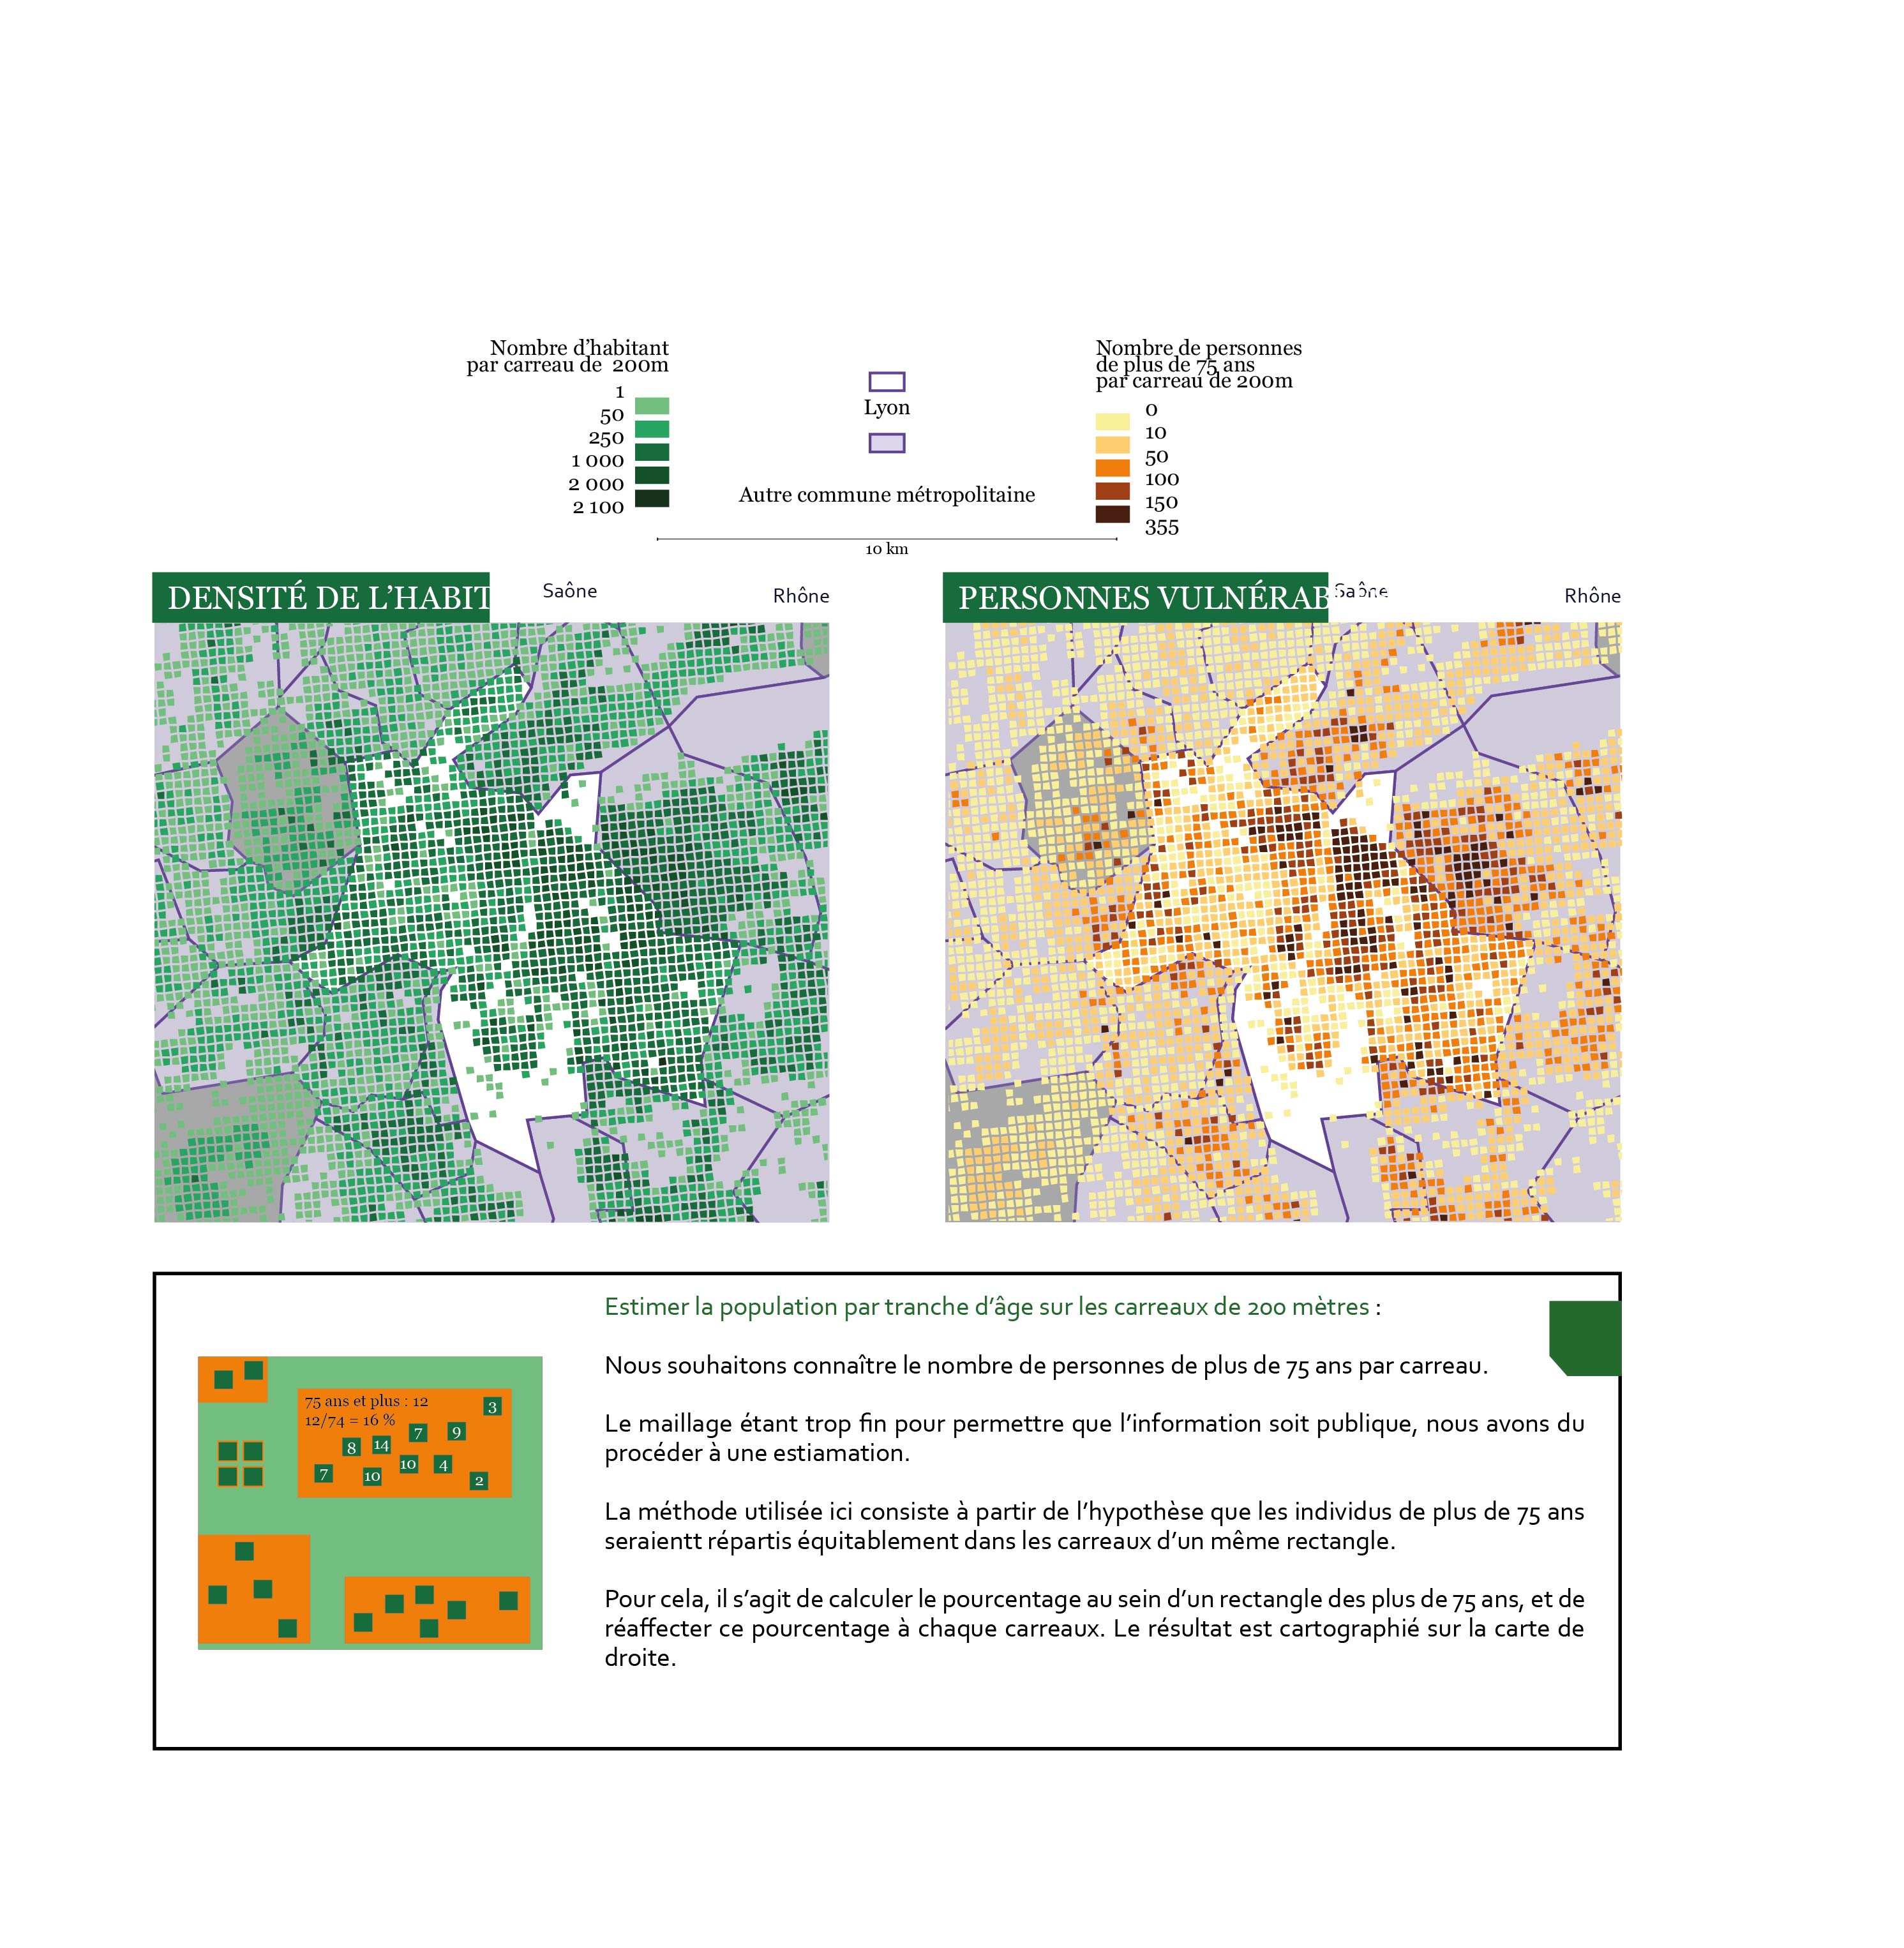 Nombre d’habitant
par carreau de 200m
1
50
250
1 000
2 000
2 100
Lyon
Autre commune métropolitaine
10 km
Nombre de personnes
de plus de 75 ans
par carreau de 200m
0
10
50
100
150
355
DENSITÉ DE L’HABIT
Saône
Rhône
PERSONNES VULNÉRAB
Saône
Rhône
Estimer la population par tranche d’âge sur les carreaux de 200 mètres :
Nous souhaitons connaître le nombre de personnes de plus de 75 ans par carreau.
Le maillage étant trop fin pour permettre que l’information soit publique, nous avons du
procéder à une estiamation.
La méthode utilisée ici consiste à partir de l’hypothèse que les individus de plus de 75 ans
seraientt répartis équitablement dans les carreaux d’un même rectangle.
Pour cela, il s’agit de calculer le pourcentage au sein d’un rectangle des plus de 75 ans, et de
réaffecter ce pourcentage à chaque carreaux. Le résultat est cartographié sur la carte de
droite.
75 ans et plus : 12
12/74 = 16 %
3
7
9
8
14
10
4
7
10
2